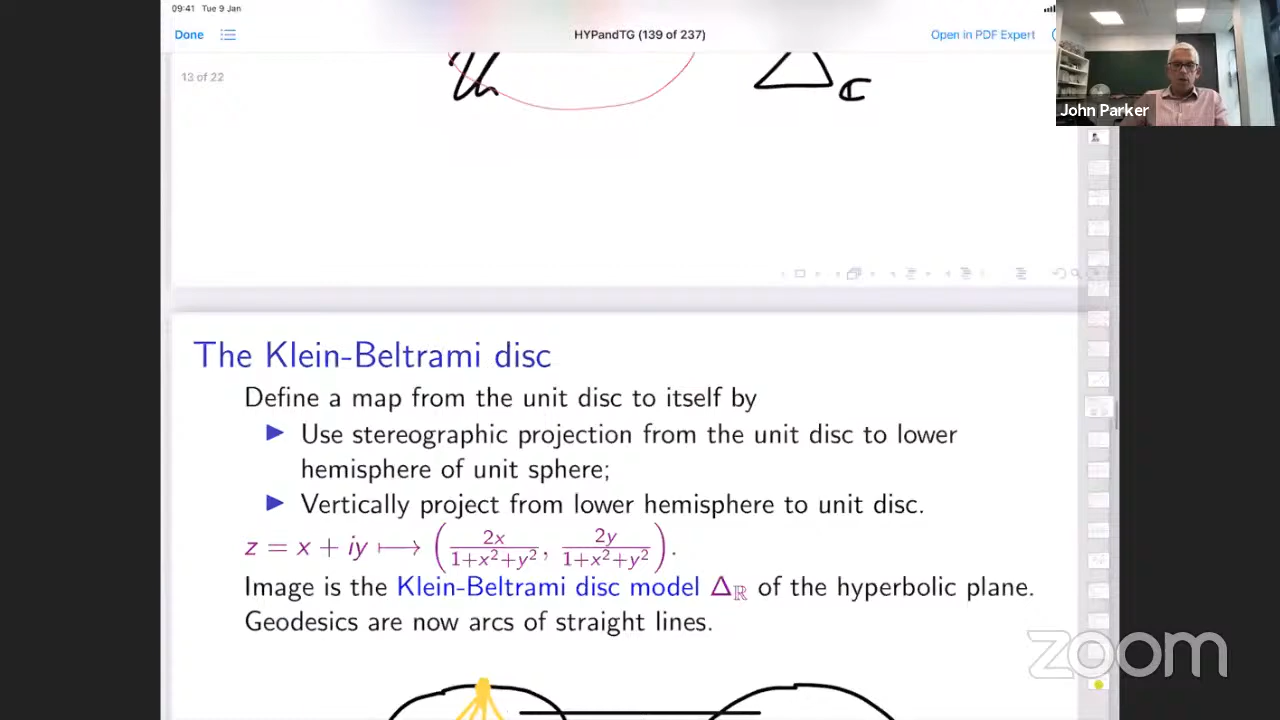 09:41 Tue 9 Jan
Done
HYPandTG (139 of 237)
Open in PDF Expert
John Parker
13 of 22
Δ_ℂ
The Klein-Beltrami disc
Define a map from the unit disc to itself by
▶ Use stereographic projection from the unit disc to lower
hemisphere of unit sphere;
▶ Vertically project from lower hemisphere to unit disc.
z = x + iy ⟼ (2x/(1+x²+y²), 2y/(1+x²+y²)).
Image is the Klein-Beltrami disc model Δ_ℝ of the hyperbolic plane.
Geodesics are now arcs of straight lines.
zoom